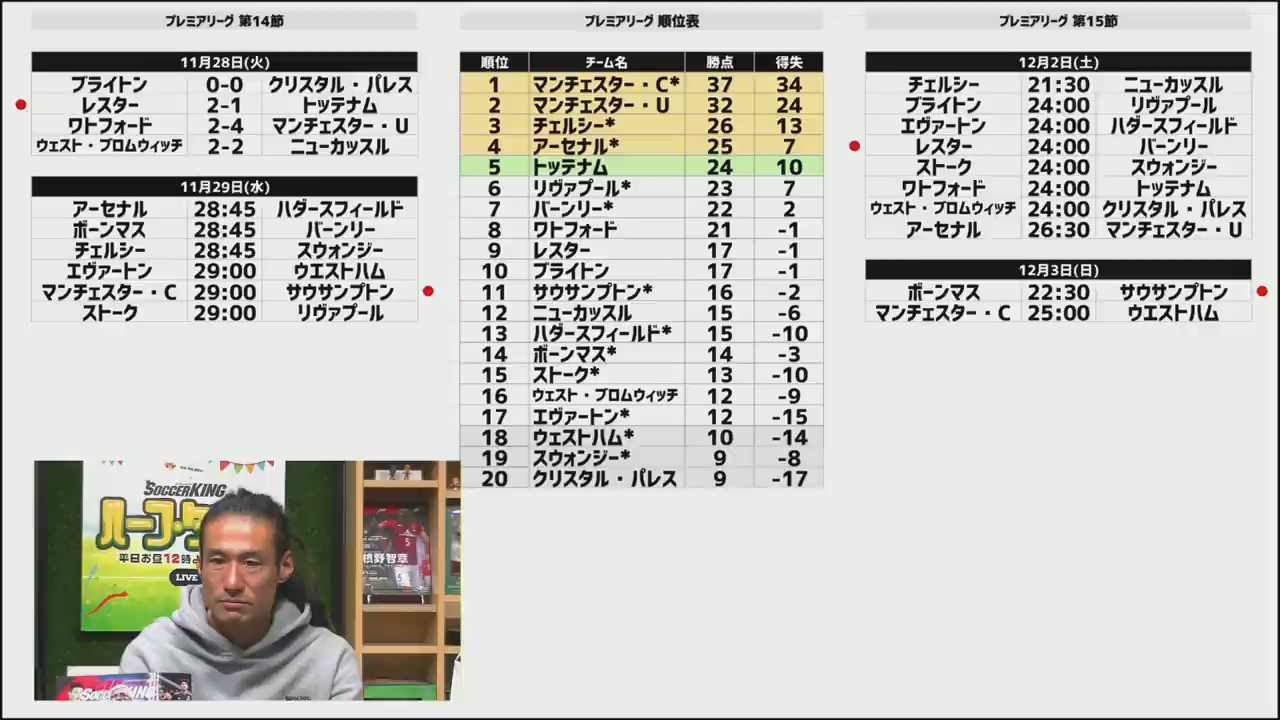 プレミアリーグ 第14節
11月28日(火)
ブライトン 0-0 クリスタル・パレス
レスター 2-1 トッテナム
ワトフォード 2-4 マンチェスター・U
ウェスト・ブロムウィッチ 2-2 ニューカッスル
11月29日(水)
アーセナル 28:45 ハダースフィールド
ボーンマス 28:45 バーンリー
チェルシー 28:45 スウォンジー
エヴァートン 29:00 ウエストハム
マンチェスター・C 29:00 サウサンプトン
ストーク 29:00 リヴァプール
プレミアリーグ 順位表
順位 チーム名 勝点 得失
1 マンチェスター・C* 37 34
2 マンチェスター・U 32 24
3 チェルシー* 26 13
4 アーセナル* 25 7
5 トッテナム 24 10
6 リヴァプール* 23 7
7 バーンリー* 22 2
8 ワトフォード 21 -1
9 レスター 17 -1
10 ブライトン 17 -1
11 サウサンプトン* 16 -2
12 ニューカッスル 15 -6
13 ハダースフィールド* 15 -10
14 ボーンマス* 14 -3
15 ストーク* 13 -10
16 ウェスト・ブロムウィッチ 12 -9
17 エヴァートン* 12 -15
18 ウェストハム* 10 -14
19 スウォンジー* 9 -8
20 クリスタル・パレス 9 -17
プレミアリーグ 第15節
12月2日(土)
チェルシー 21:30 ニューカッスル
ブライトン 24:00 リヴァプール
エヴァートン 24:00 ハダースフィールド
レスター 24:00 バーンリー
ストーク 24:00 スウォンジー
ワトフォード 24:00 トッテナム
ウェスト・ブロムウィッチ 24:00 クリスタル・パレス
アーセナル 26:30 マンチェスター・U
12月3日(日)
ボーンマス 22:30 サウサンプトン
マンチェスター・C 25:00 ウエストハム
SOCCERKING
ハーフ・タ
平日お昼12時よ
LIVE
槙野智章
5
5
SOCCERKING